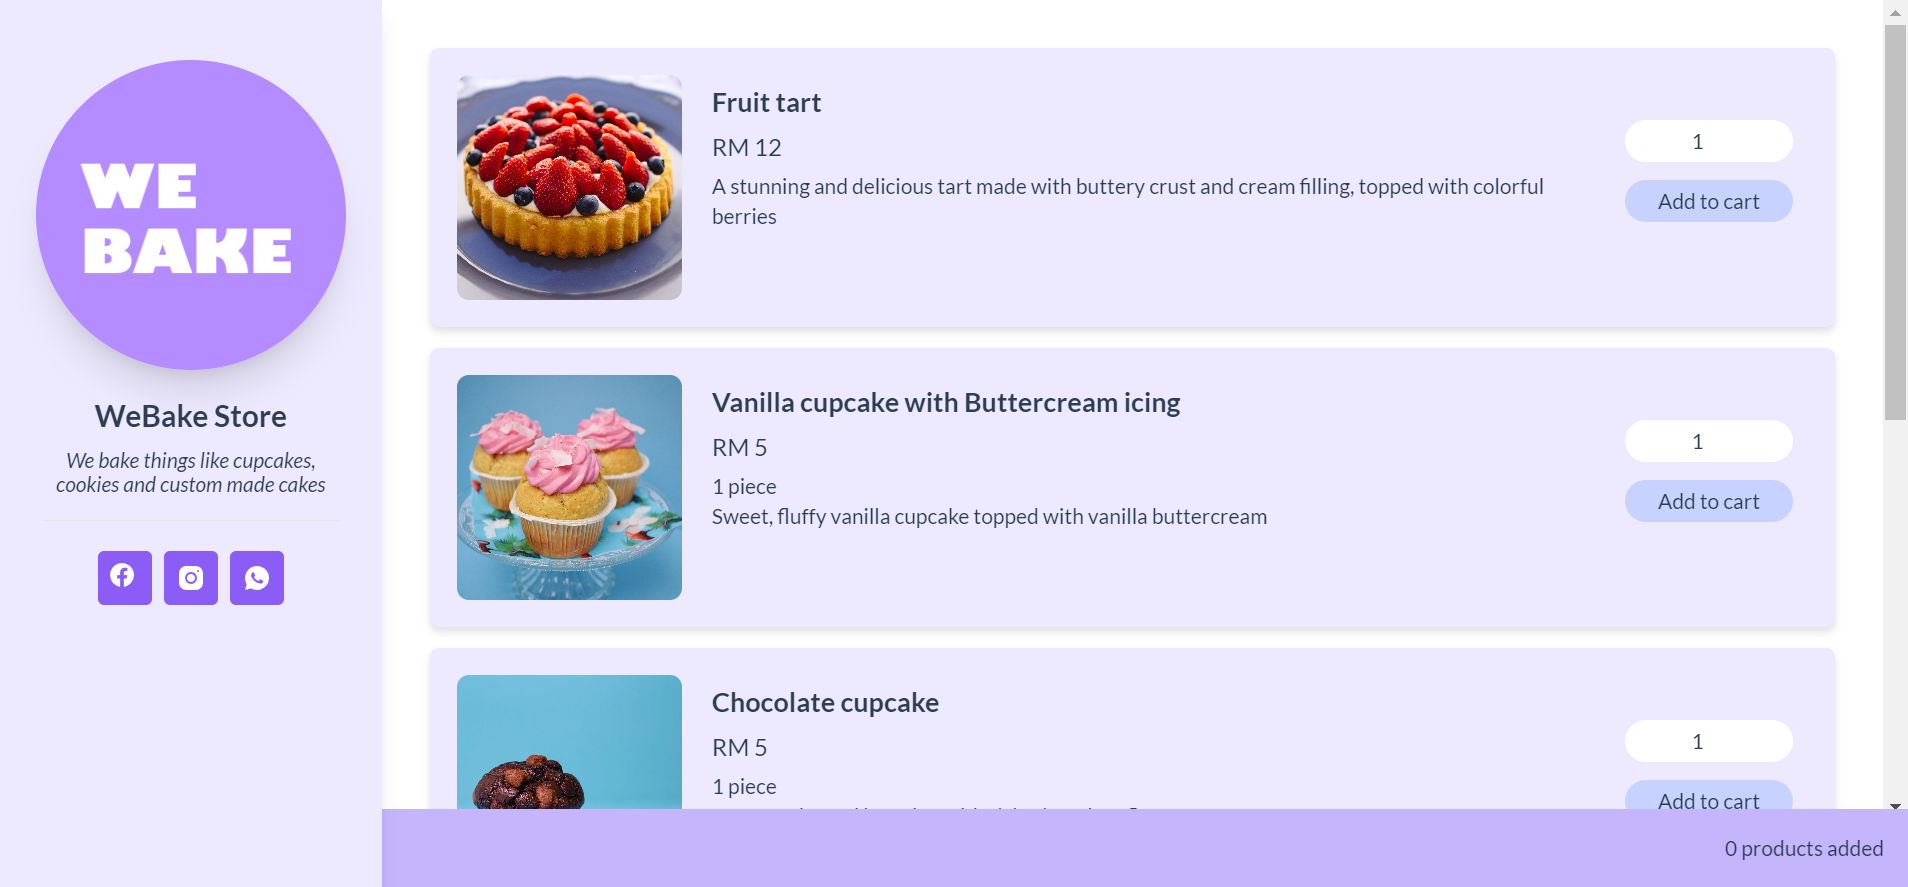 WE
BAKE
WeBake Store
We bake things like cupcakes,
cookies and custom made cakes
Fruit tart
RM 12
A stunning and delicious tart made with buttery crust and cream filling, topped with colorful
berries
1
Add to cart
Vanilla cupcake with Buttercream icing
RM 5
1 piece
Sweet, fluffy vanilla cupcake topped with vanilla buttercream
1
Add to cart
Chocolate cupcake
RM 5
1 piece
1
Add to cart
0 products added